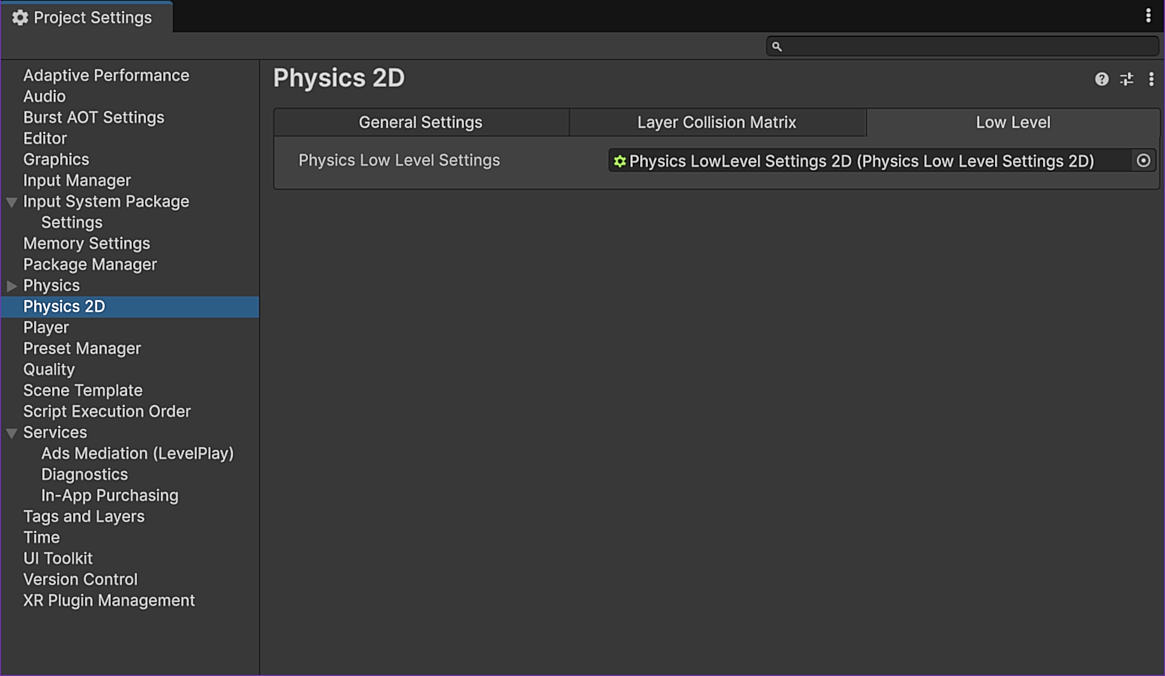 Project Settings
Adaptive Performance
Audio
Burst AOT Settings
Editor
Graphics
Input Manager
Input System Package
Settings
Memory Settings
Package Manager
Physics
Physics 2D
Player
Preset Manager
Quality
Scene Template
Script Execution Order
Services
Ads Mediation (LevelPlay)
Diagnostics
In-App Purchasing
Tags and Layers
Time
UI Toolkit
Version Control
XR Plugin Management
Physics 2D
General Settings Layer Collision Matrix Low Level
Physics Low Level Settings Physics LowLevel Settings 2D (Physics Low Level Settings 2D)